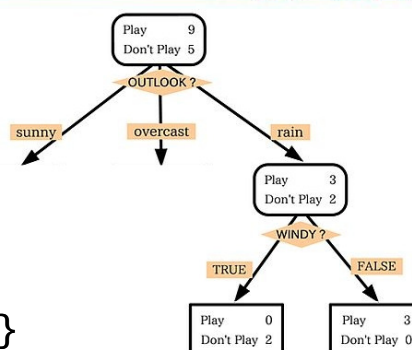 Play 9
Don't Play 5
OUTLOOK ?
sunny
overcast
rain
Play 3
Don't Play 2
WINDY ?
TRUE
FALSE
Play 0
Don't Play 2
Play 3
Don't Play 0
}